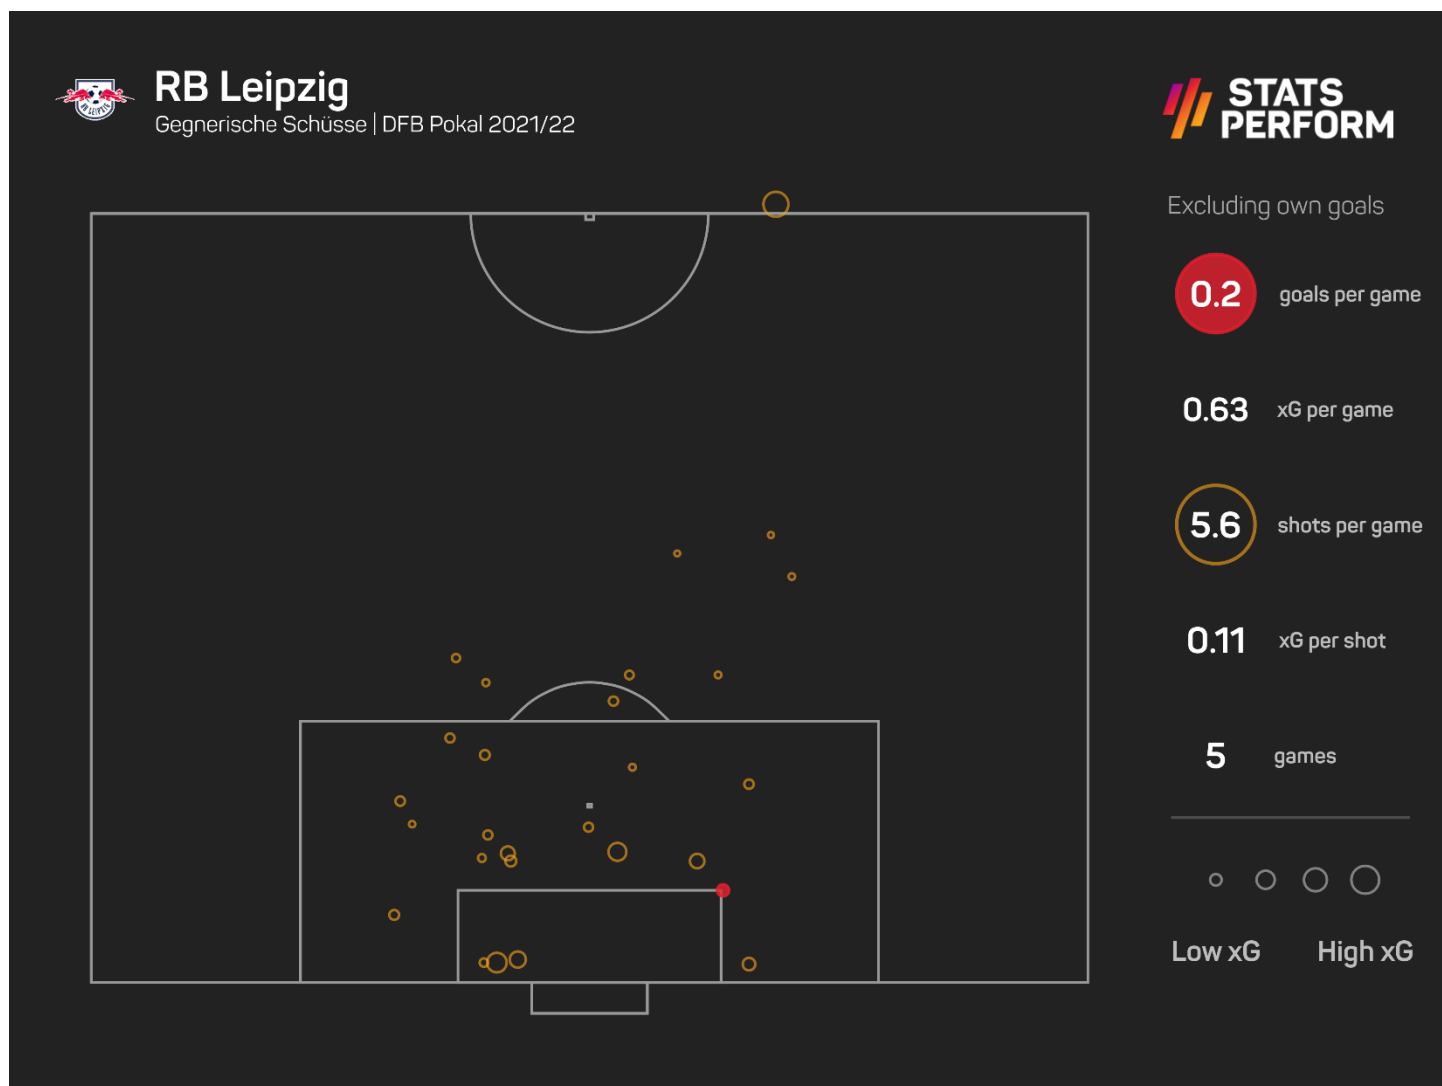 RB Leipzig
Gegnerische Schüsse | DFB Pokal 2021/22
RB LEIPZIG
STATS
PERFORM
Excluding own goals
0.2 goals per game
0.63 xG per game
5.6 shots per game
0.11 xG per shot
5 games
Low xG High xG